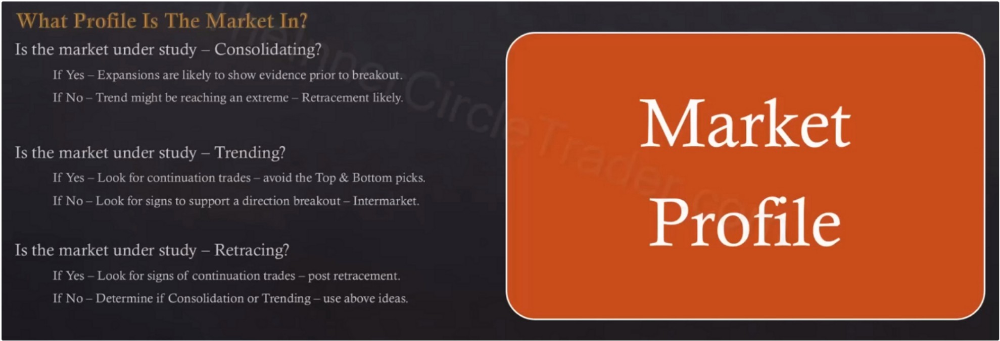 What Profile Is The Market In?
Is the market under study – Consolidating?
If Yes – Expansions are likely to show evidence prior to breakout.
If No – Trend might be reaching an extreme – Retracement likely.
Is the market under study – Trending?
If Yes – Look for continuation trades – avoid the Top & Bottom picks.
If No – Look for signs to support a direction breakout – Intermarket.
Is the market under study – Retracing?
If Yes – Look for signs of continuation trades – post retracement.
If No – Determine if Consolidation or Trending – use above ideas.
Market
Profile
TheInnerCircleTrader.com